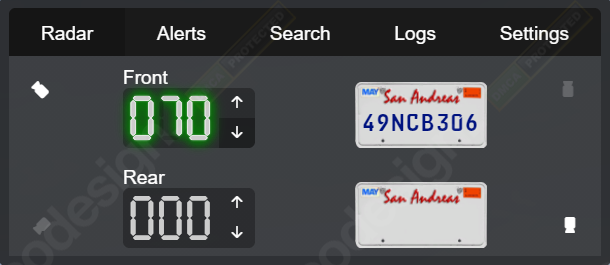 Radar Alerts Search Logs Settings
Front
070
MAY San Andreas
49NCB306
Rear
000
MAY San Andreas